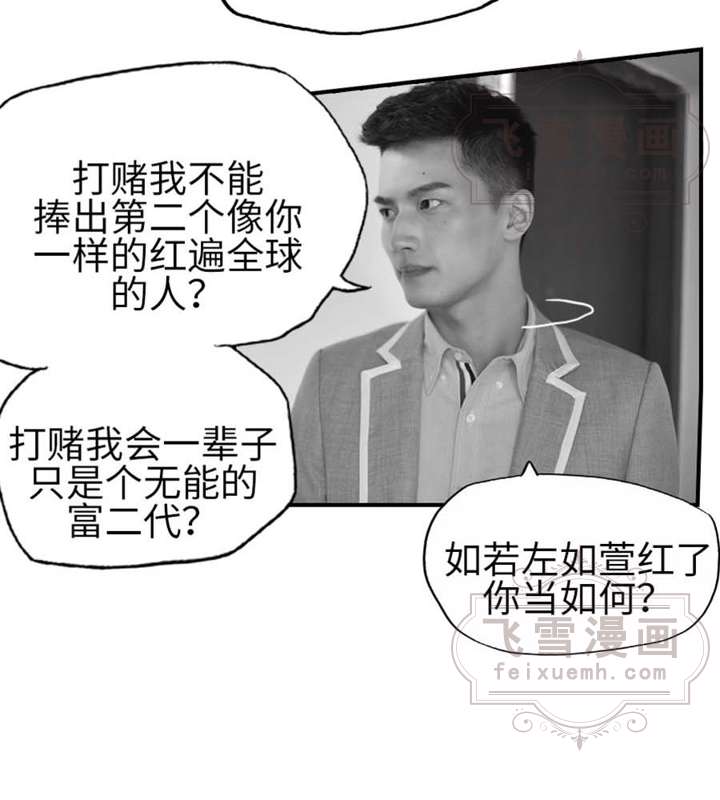 飞雪漫画
打赌我不能
捧出第二个像你
一样的红遍全球
的人？
打赌我会一辈子
只是个无能的
富二代？
如若左如萱红了
你当如何？
飞雪漫画
feixuemh.com